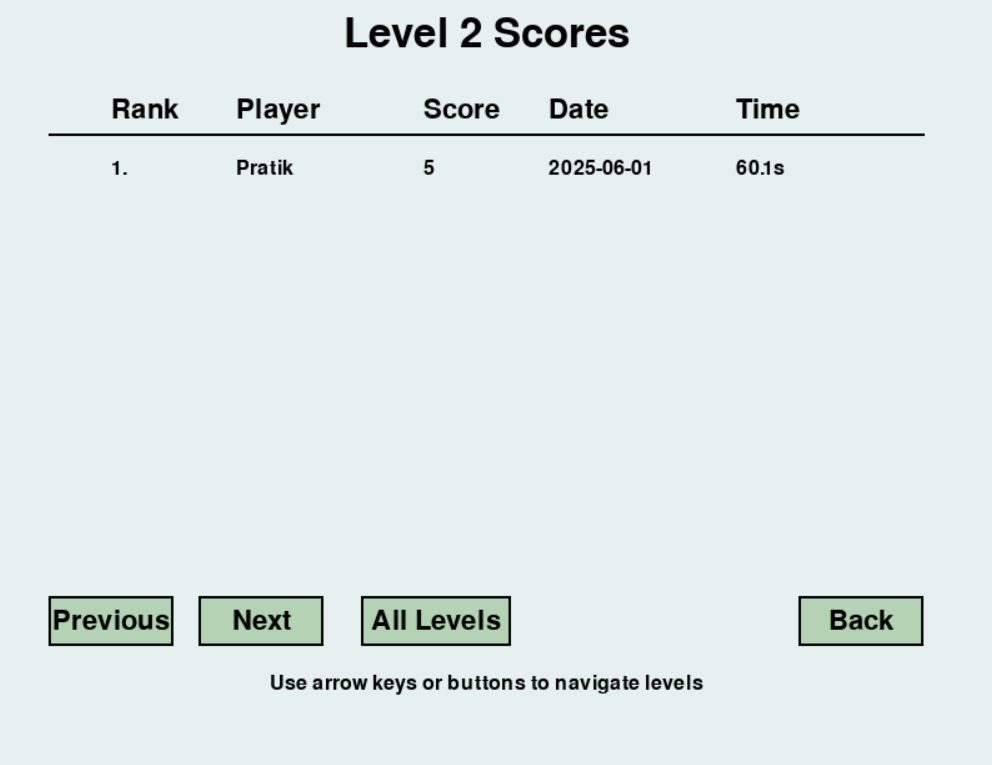 Level 2 Scores
Rank Player Score Date Time
1. Pratik 5 2025-06-01 60.1s
Previous Next All Levels Back
Use arrow keys or buttons to navigate levels